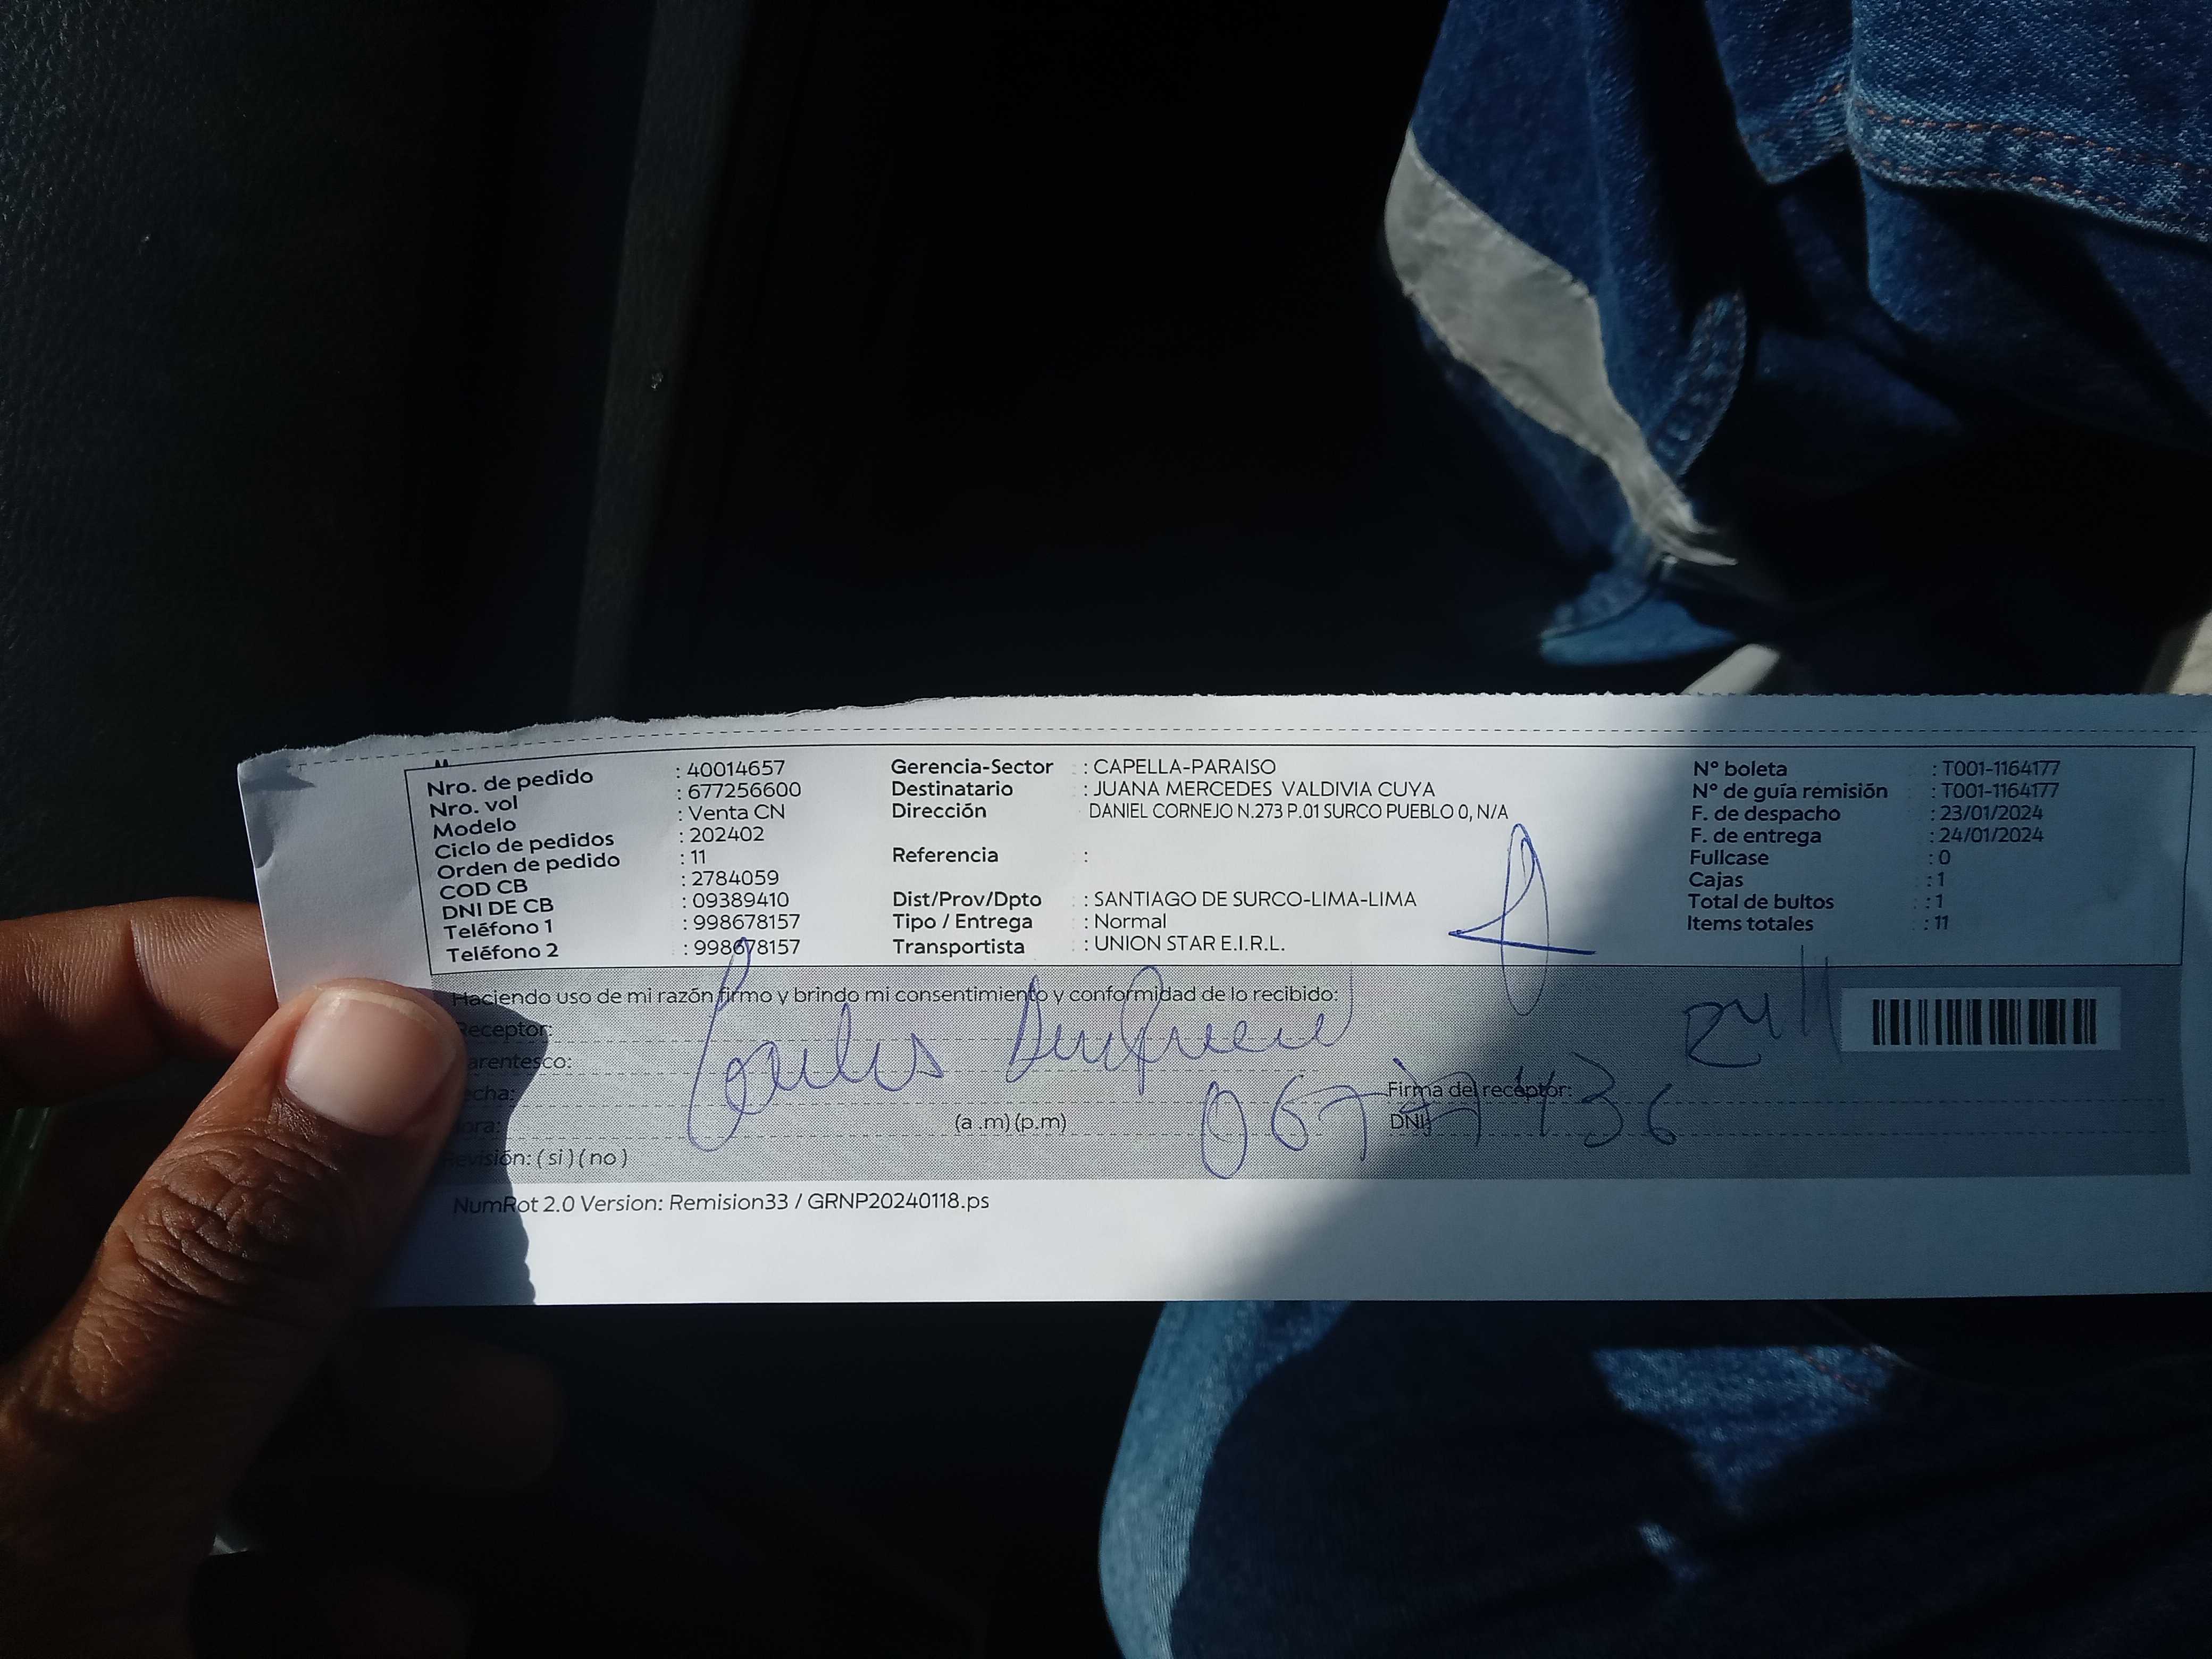 Nro. de pedido : 40014657
Nro. vol : 677256600
Modelo : Venta CN
Ciclo de pedidos : 202402
Orden de pedido : 11
COD CB : 2784059
DNI DE CB : 09389410
Teléfono 1 : 998678157
Teléfono 2 : 998678157
Gerencia-Sector : CAPELLA-PARAISO
Destinatario : JUANA MERCEDES VALDIVIA CUYA
Dirección DANIEL CORNEJO N.273 P.01 SURCO PUEBLO 0, N/A
Referencia :
Dist/Prov/Dpto : SANTIAGO DE SURCO-LIMA-LIMA
Tipo / Entrega : Normal
Transportista : UNION STAR E.I.R.L.
N° boleta : T001-1164177
N° de guía remisión : T001-1164177
F. de despacho : 23/01/2024
F. de entrega : 24/01/2024
Fullcase : 0
Cajas : 1
Total de bultos : : 1
Items totales : 11
Haciendo uso de mi razón firmo y brindo mi consentimiento y conformidad de lo recibido:
Receptor:
arentesco:
echa:
Firma del receptor:
ora: (a .m) (p.m)
DNI:
Revisión: ( si ) ( no )
NumRot 2.0 Version: Remision33 / GRNP20240118.ps